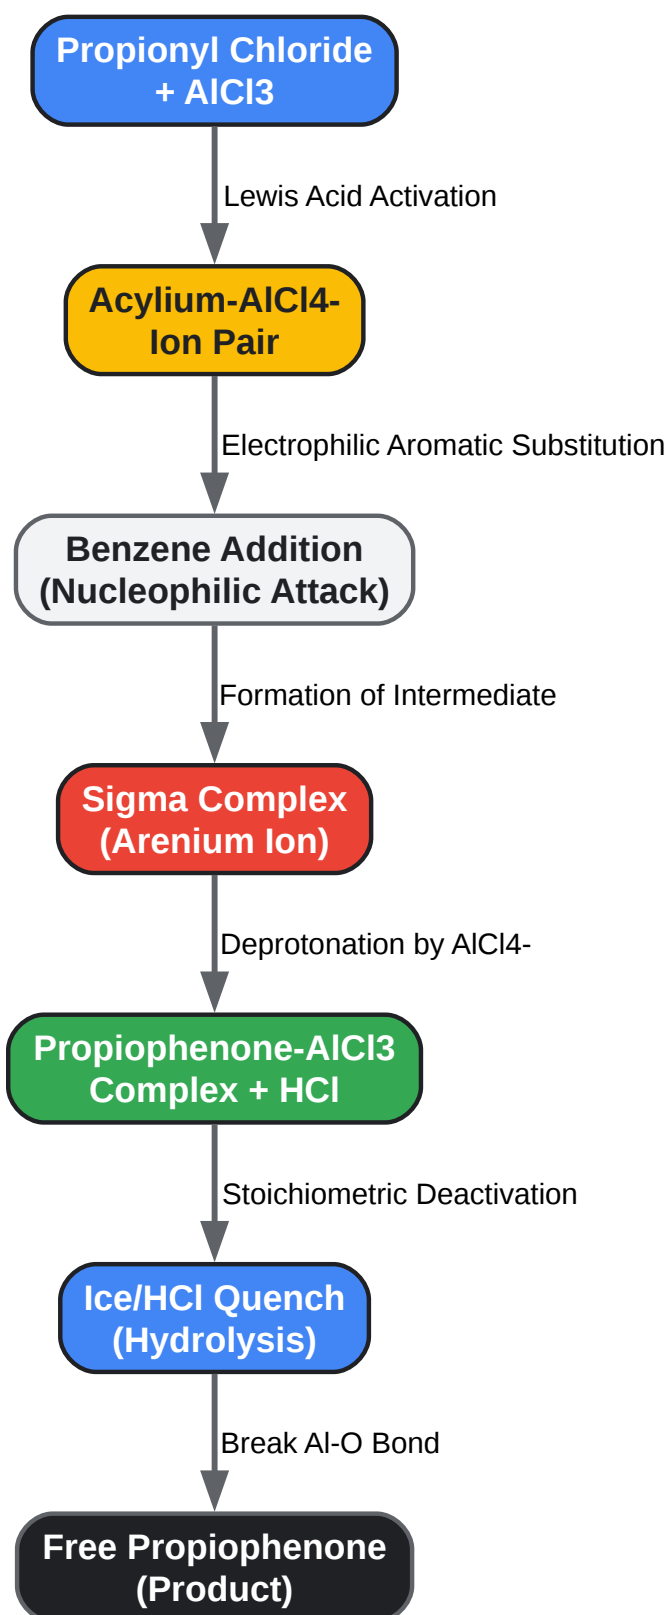 Propionyl Chloride
+ AlCl3
Lewis Acid Activation
Acylium-AlCl4-
Ion Pair
Electrophilic Aromatic Substitution
Benzene Addition
(Nucleophilic Attack)
Formation of Intermediate
Sigma Complex
(Arenium Ion)
Deprotonation by AlCl4-
Propiophenone-AlCl3
Complex + HCl
Stoichiometric Deactivation
Ice/HCl Quench
(Hydrolysis)
Break Al-O Bond
Free Propiophenone
(Product)